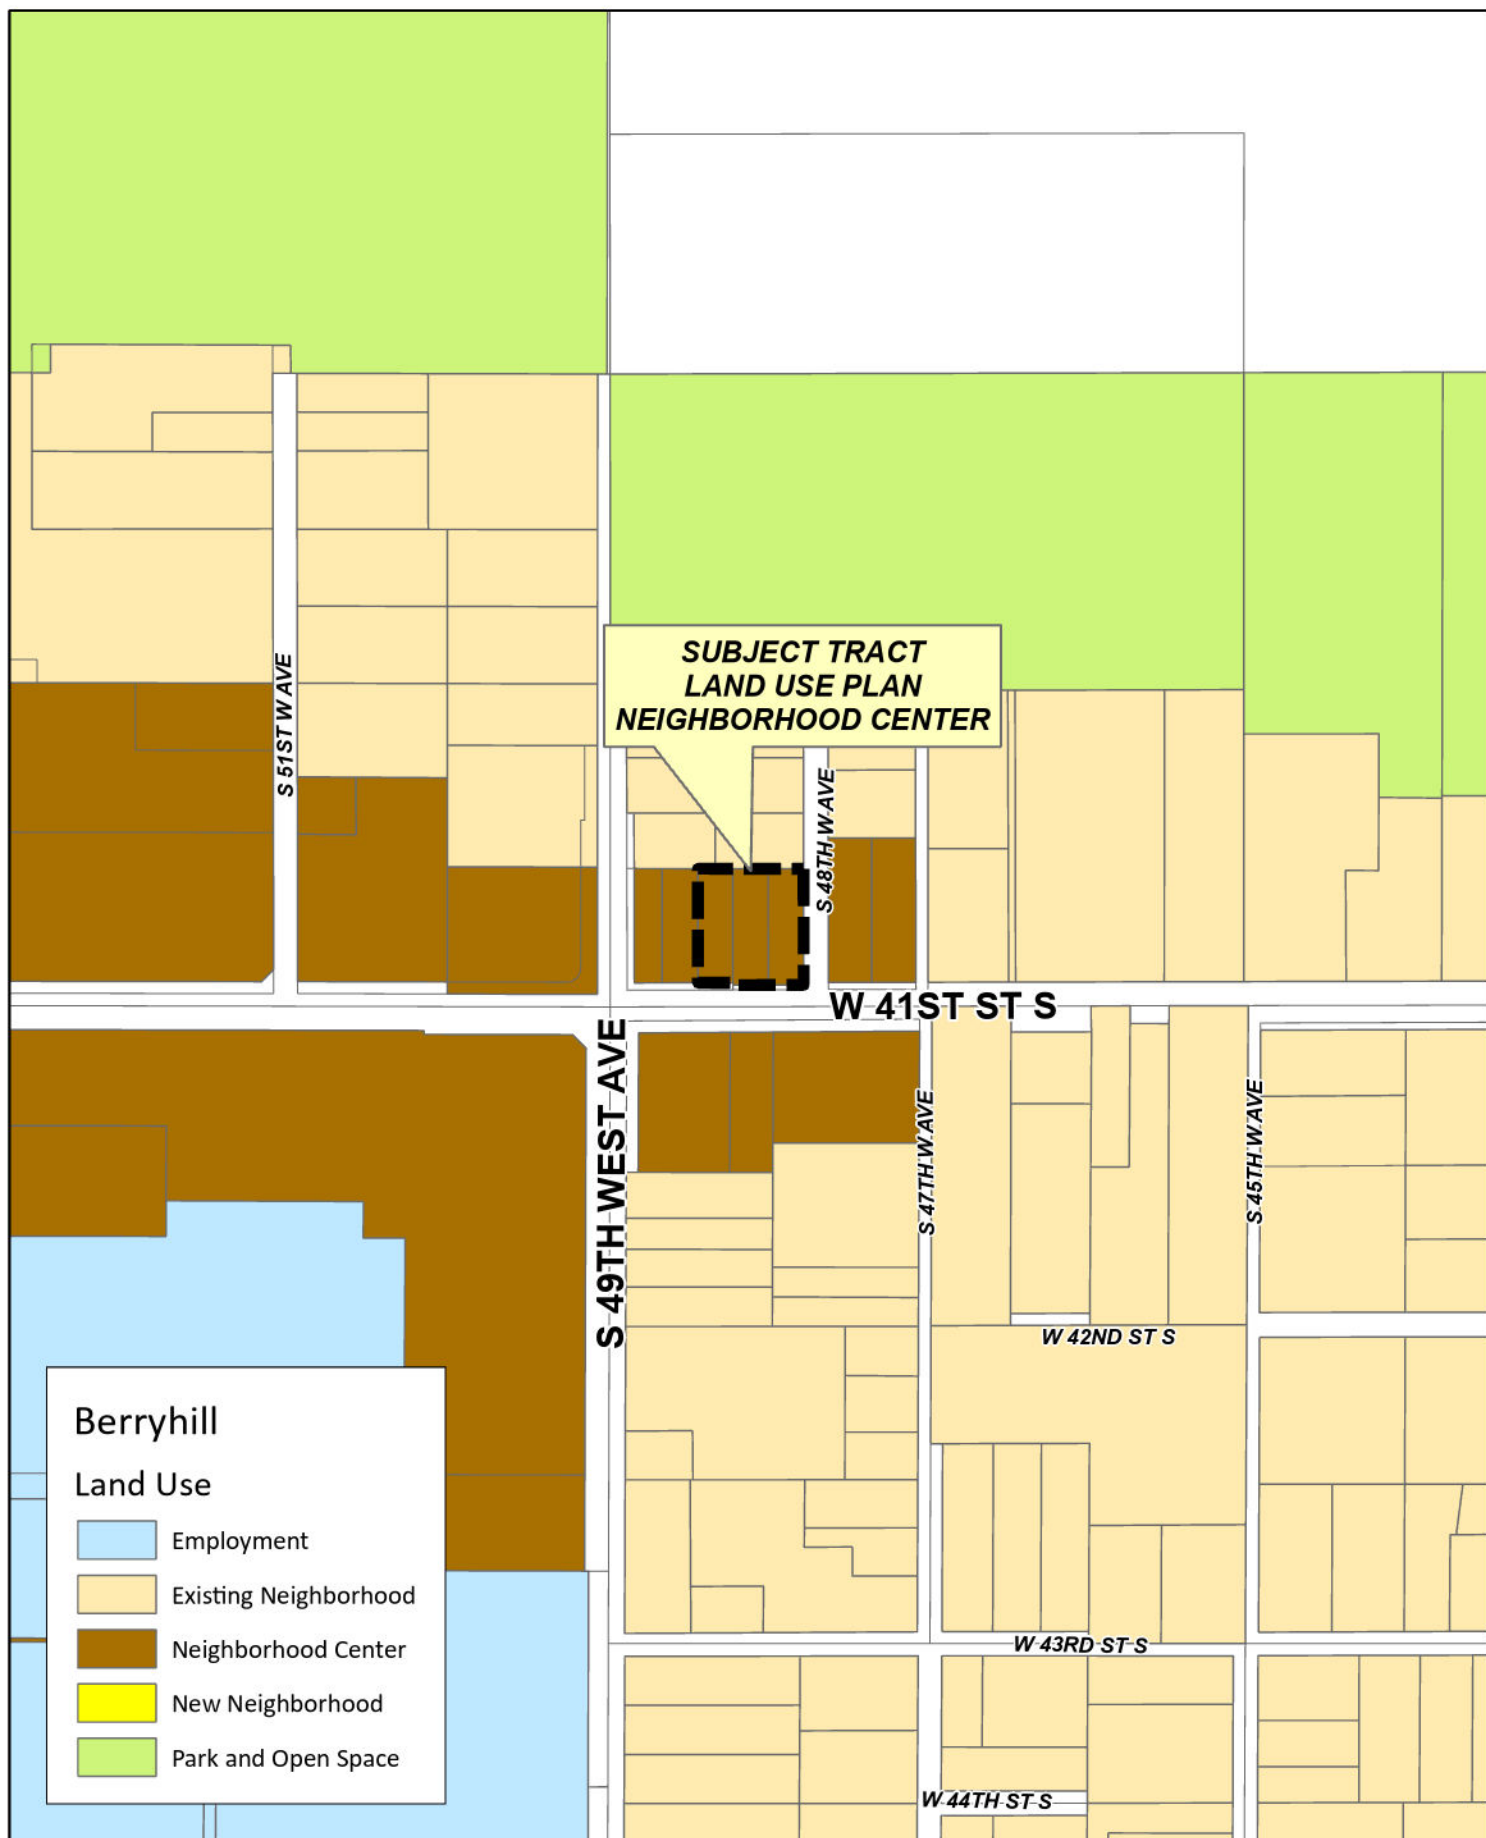 SUBJECT TRACT
LAND USE PLAN
NEIGHBORHOOD CENTER
S 51ST W AVE
S 48TH W AVE
W 41ST ST S
S 49TH WEST AVE
S 47TH W AVE
S 45TH W AVE
W 42ND ST S
Berryhill
Land Use
Employment
Existing Neighborhood
Neighborhood Center
New Neighborhood
Park and Open Space
W 43RD ST S
W 44TH ST S